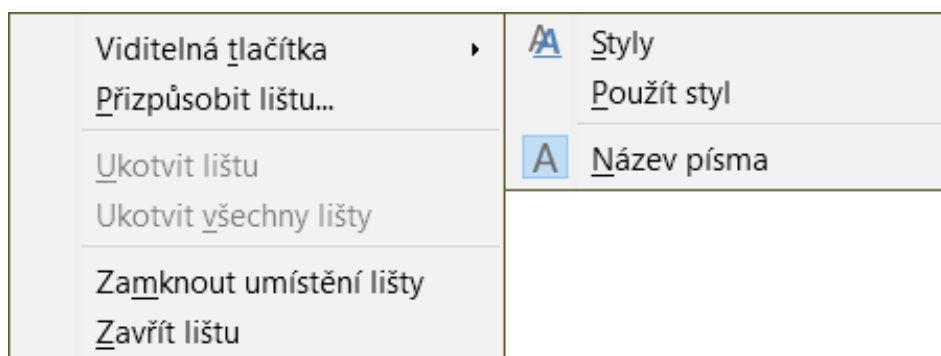 Viditelná tlačítka
Přizpůsobit lištu...
Ukotvit lištu
Ukotvit všechny lišty
Zamknout umístění lišty
Zavřít lištu
Styly
Použít styl
Název písma